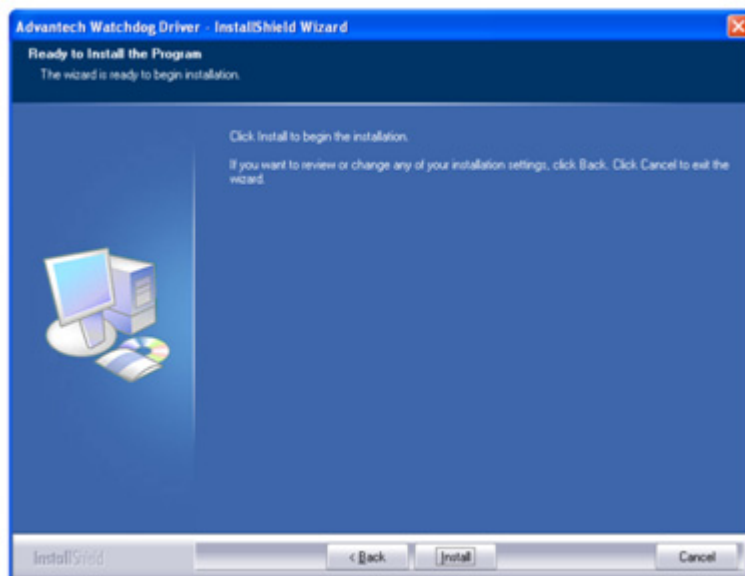 Advantech Watchdog Driver - InstallShield Wizard
Ready to Install the Program
The wizard is ready to begin installation.
Click Install to begin the installation.
If you want to review or change any of your installation settings, click Back. Click Cancel to exit the
wizard.
InstallShield
< Back
Install
Cancel